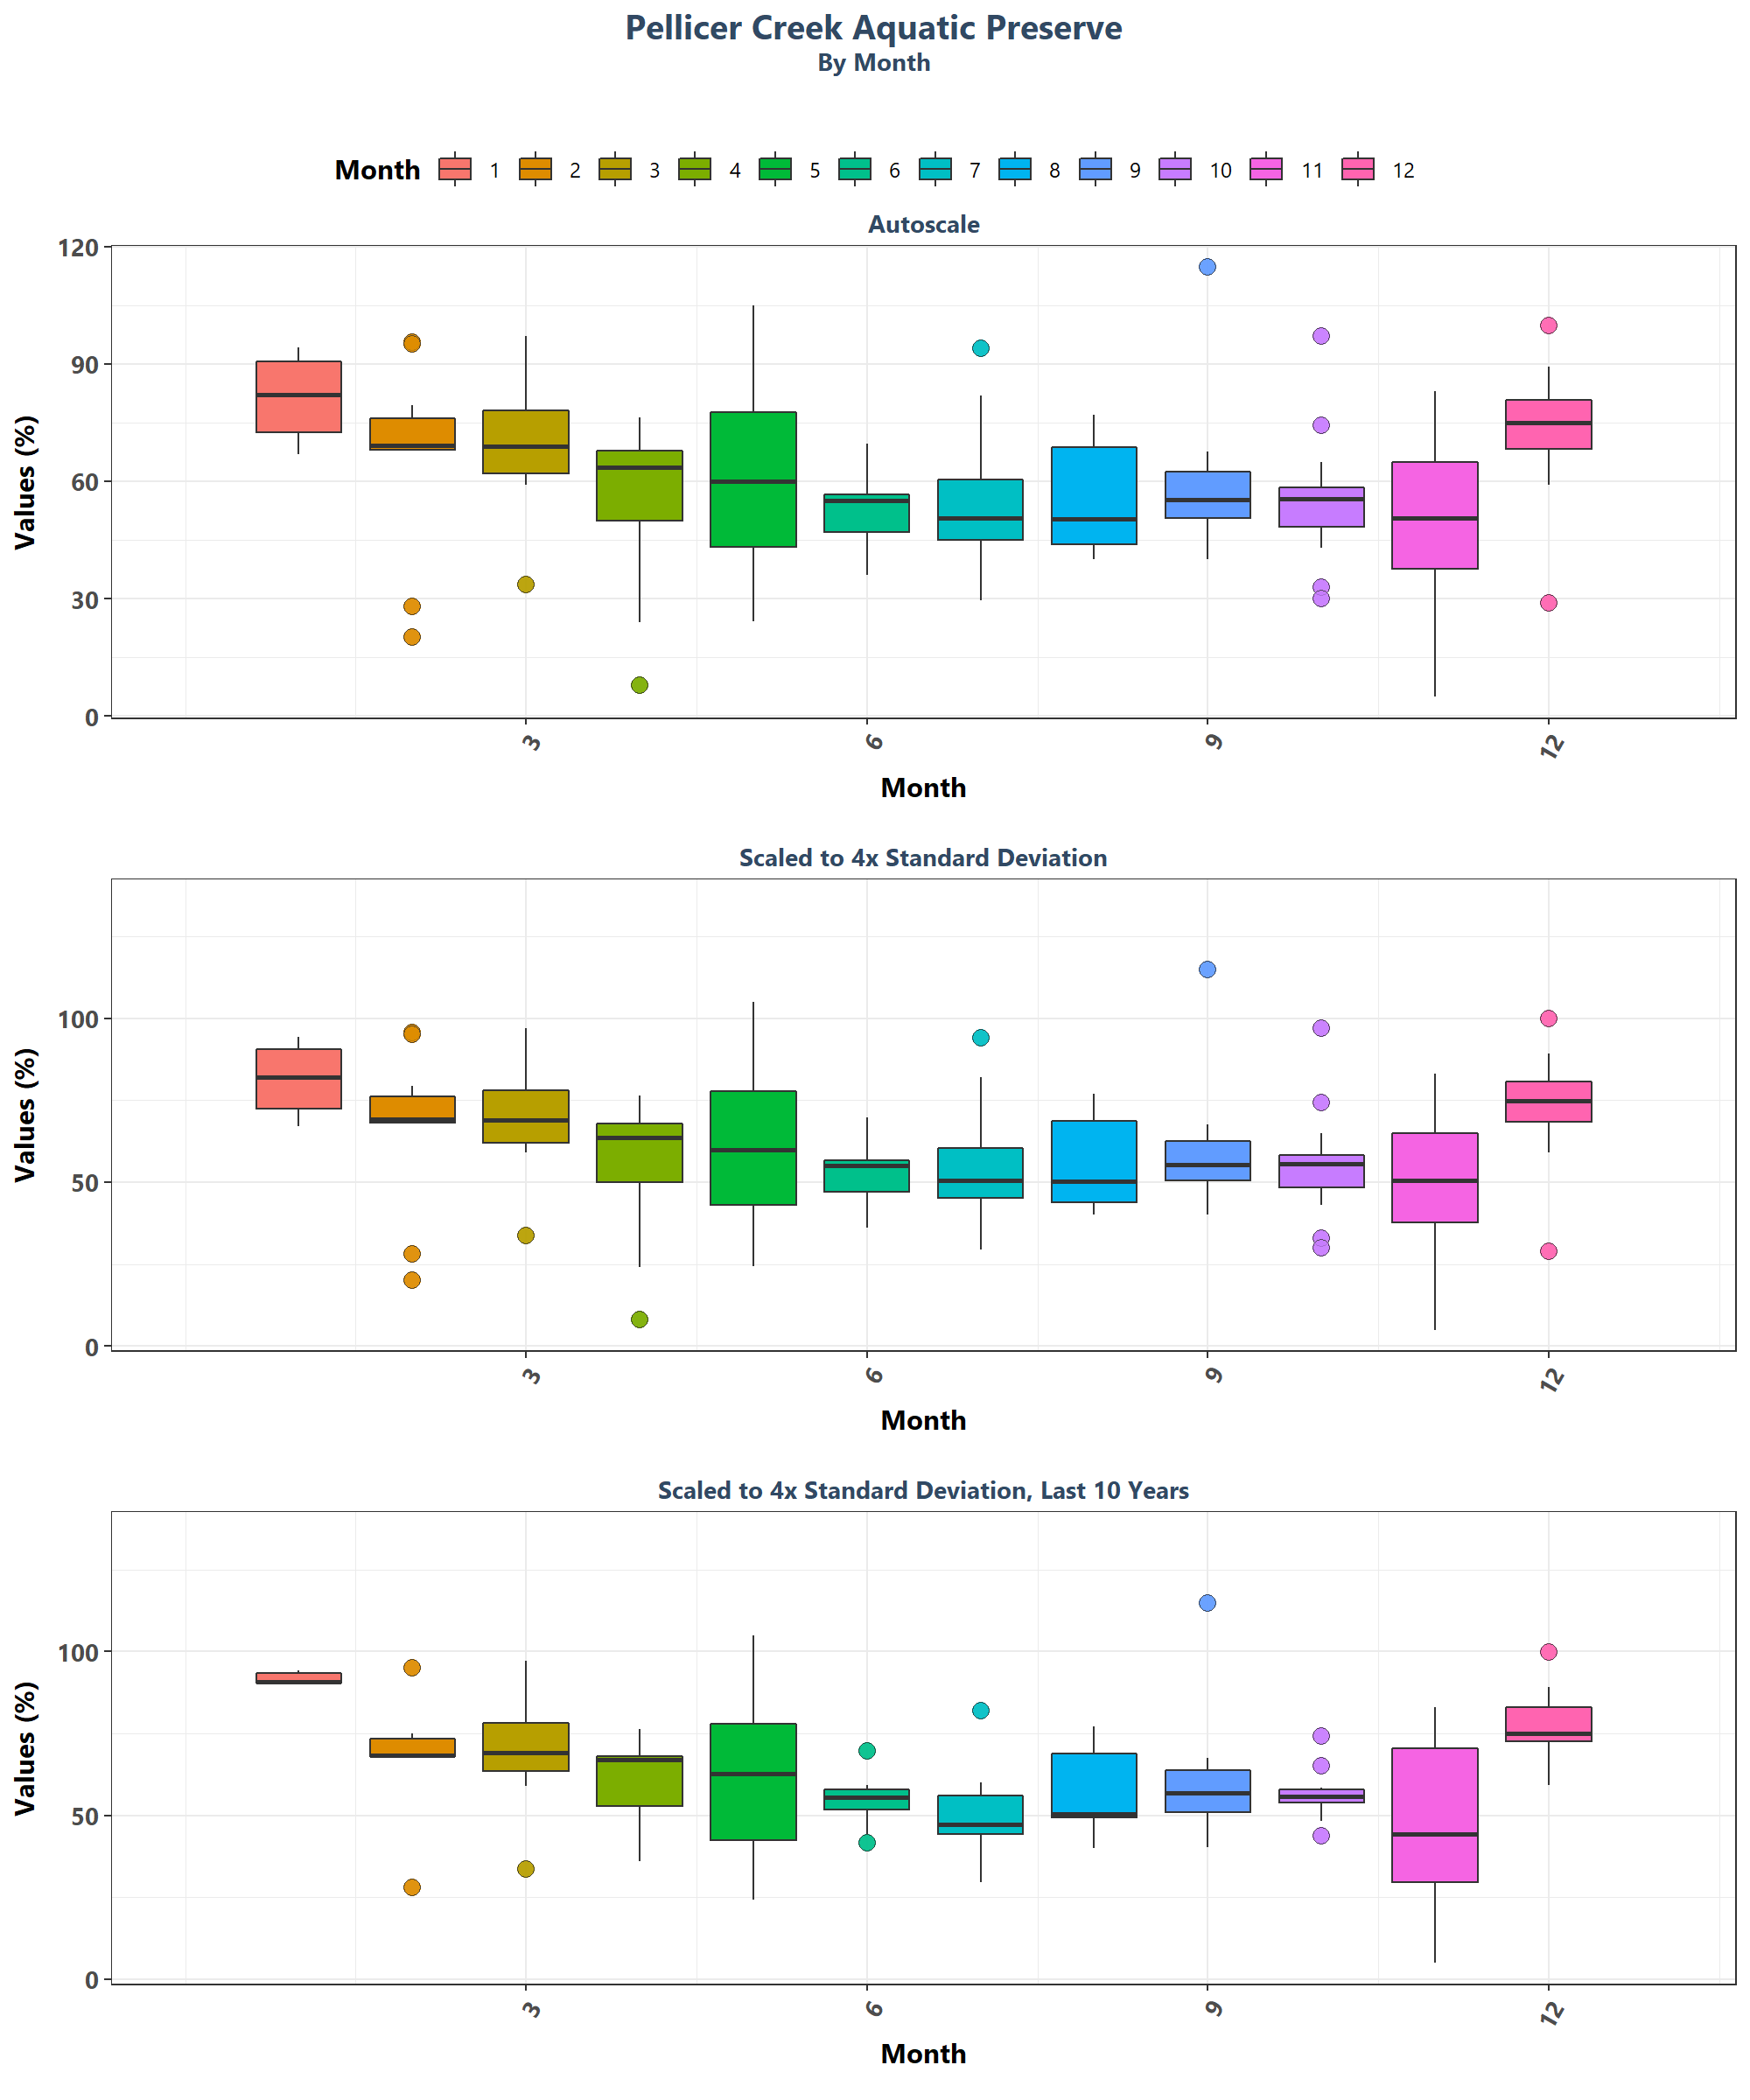 Pellicer Creek Aquatic Preserve
By Month
Month 1 2 3 4 5 6 7 8 9 10 11 12
Autoscale
Values (%)
120
90
60
30
0
3 6 9 12
Month
Scaled to 4x Standard Deviation
Values (%)
100
50
0
3 6 9 12
Month
Scaled to 4x Standard Deviation, Last 10 Years
Values (%)
100
50
0
3 6 9 12
Month